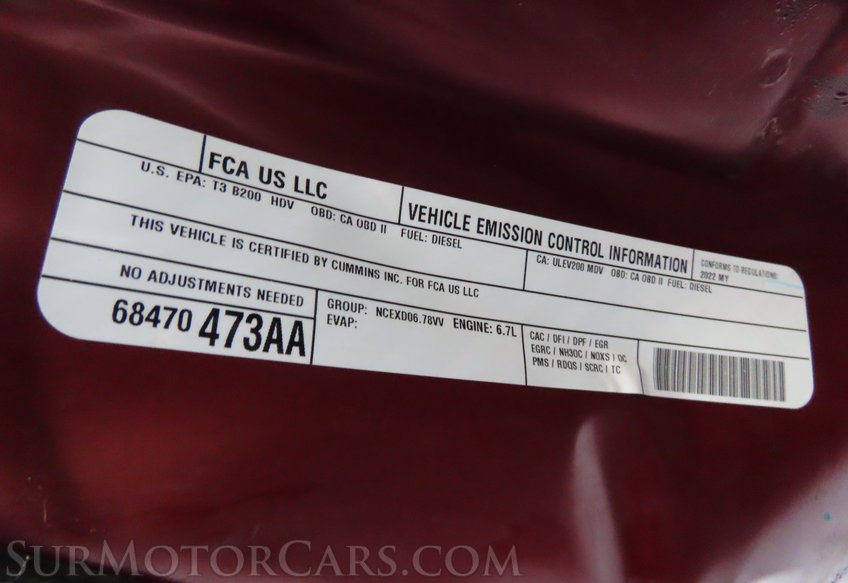 FCA US LLC
VEHICLE EMISSION CONTROL INFORMATION
CONFORMS TO REGULATIONS:
2022 MY
U.S. EPA: T3 B200 HDV OBD: CA OBD II FUEL: DIESEL
CA: ULEV200 MDV OBD: CA OBD II FUEL: DIESEL
THIS VEHICLE IS CERTIFIED BY CUMMINS INC. FOR FCA US LLC
NO ADJUSTMENTS NEEDED
68470 473AA
GROUP: NCEXD06.78VV ENGINE: 6.7L
EVAP:
CAC / DFI / DPF / EGR
EGRC / NH3OC / NOXS / OC
PMS / RDQS / SCRC / TC
SURMOTORCARS.COM